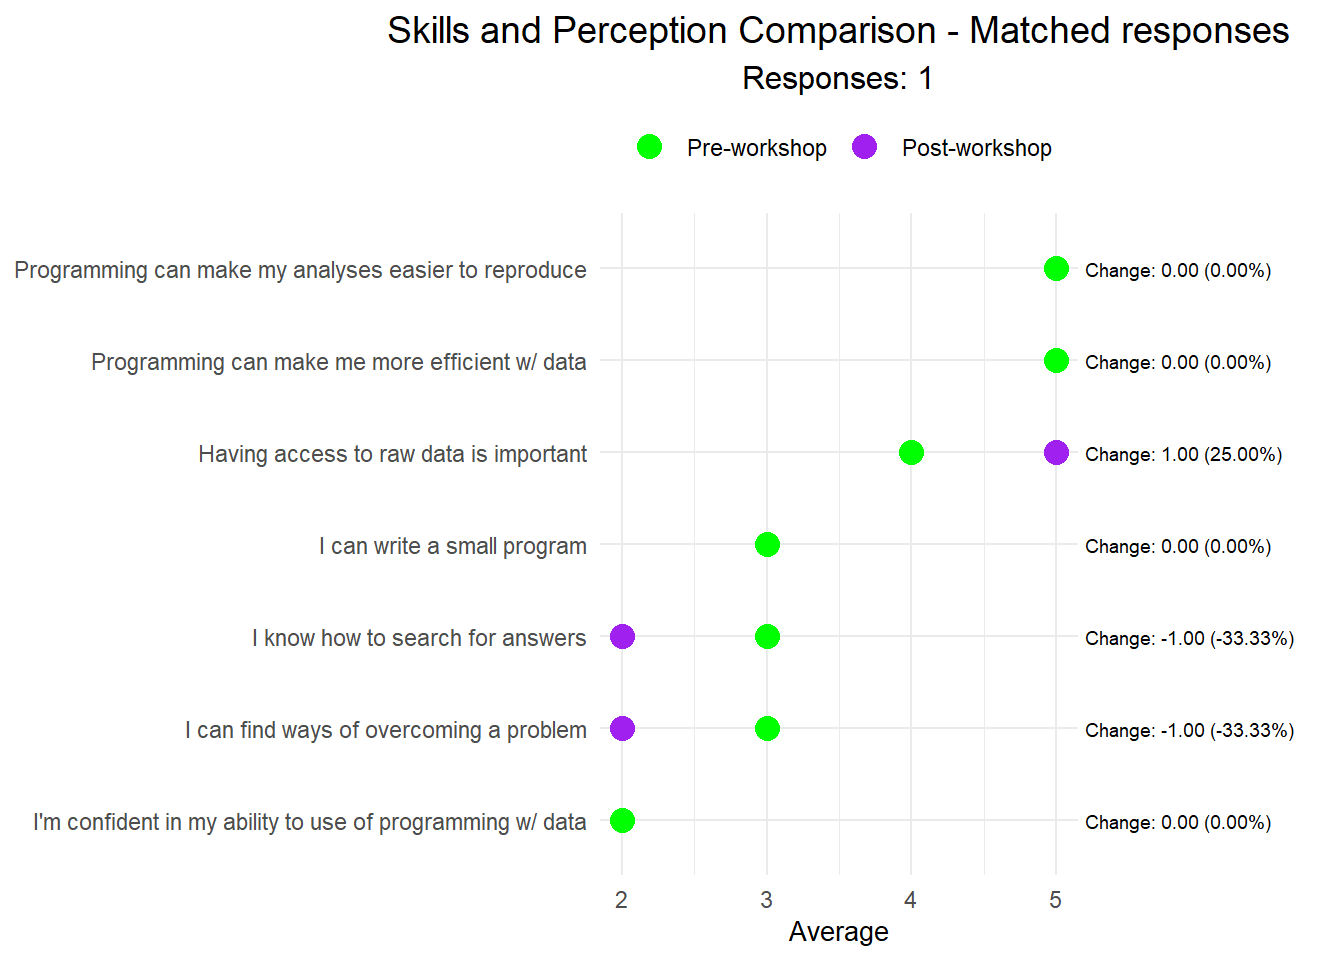 Skills and Perception Comparison - Matched responses
Responses: 1
Pre-workshop Post-workshop
Programming can make my analyses easier to reproduce Change: 0.00 (0.00%)
Programming can make me more efficient w/ data Change: 0.00 (0.00%)
Having access to raw data is important Change: 1.00 (25.00%)
I can write a small program Change: 0.00 (0.00%)
I know how to search for answers Change: -1.00 (-33.33%)
I can find ways of overcoming a problem Change: -1.00 (-33.33%)
I'm confident in my ability to use of programming w/ data Change: 0.00 (0.00%)
2 3 4 5
Average